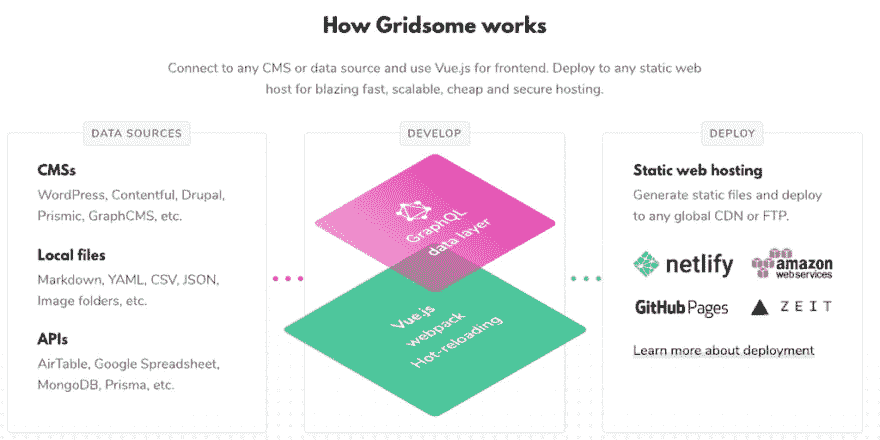 How Gridsome works
Connect to any CMS or data source and use Vue.js for frontend. Deploy to any static web
host for blazing fast, scalable, cheap and secure hosting.
DATA SOURCES
CMSs
WordPress, Contentful, Drupal,
Prismic, GraphCMS, etc.
Local files
Markdown, YAML, CSV, JSON,
Image folders, etc.
APIs
AirTable, Google Spreadsheet,
MongoDB, Prisma, etc.
DEVELOP
GraphQL
data layer
Vue.js
webpack
Hot-reloading
DEPLOY
Static web hosting
Generate static files and deploy
to any global CDN or FTP.
netlify
amazon
web services
GitHub Pages
ZEIT
Learn more about deployment